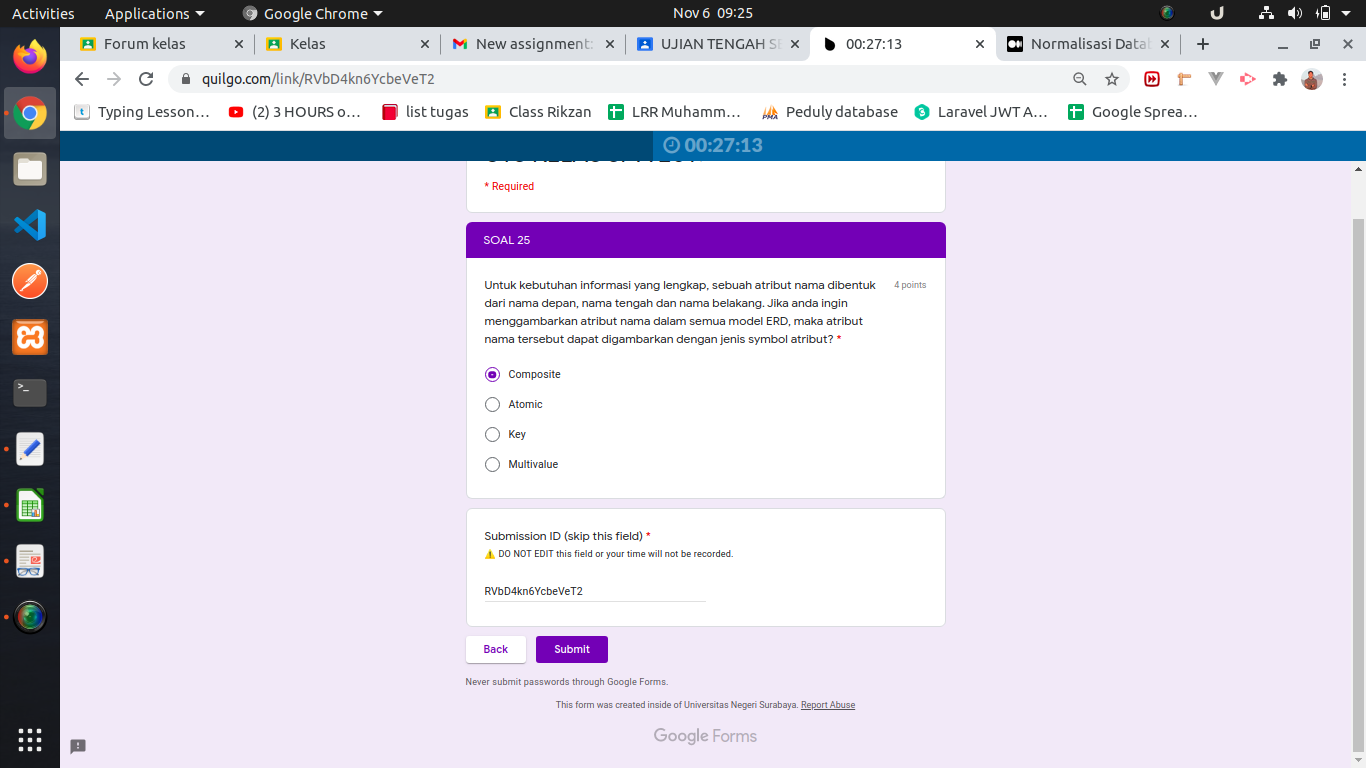 Activities Applications Google Chrome Nov 6 09:25
Forum kelas Kelas New assignment: UJIAN TENGAH SE 00:27:13 Normalisasi Datab
quilgo.com/link/RVbD4kn6YcbeVeT2
Typing Lesson… (2) 3 HOURS o… list tugas Class Rikzan LRR Muhamm… Peduly database Laravel JWT A… Google Sprea…
00:27:13
* Required
SOAL 25
Untuk kebutuhan informasi yang lengkap, sebuah atribut nama dibentuk 4 points
dari nama depan, nama tengah dan nama belakang. Jika anda ingin
menggambarkan atribut nama dalam semua model ERD, maka atribut
nama tersebut dapat digambarkan dengan jenis symbol atribut? *
Composite
Atomic
Key
Multivalue
Submission ID (skip this field) *
⚠️ DO NOT EDIT this field or your time will not be recorded.
RVbD4kn6YcbeVeT2
Back Submit
Never submit passwords through Google Forms.
This form was created inside of Universitas Negeri Surabaya. Report Abuse
Google Forms